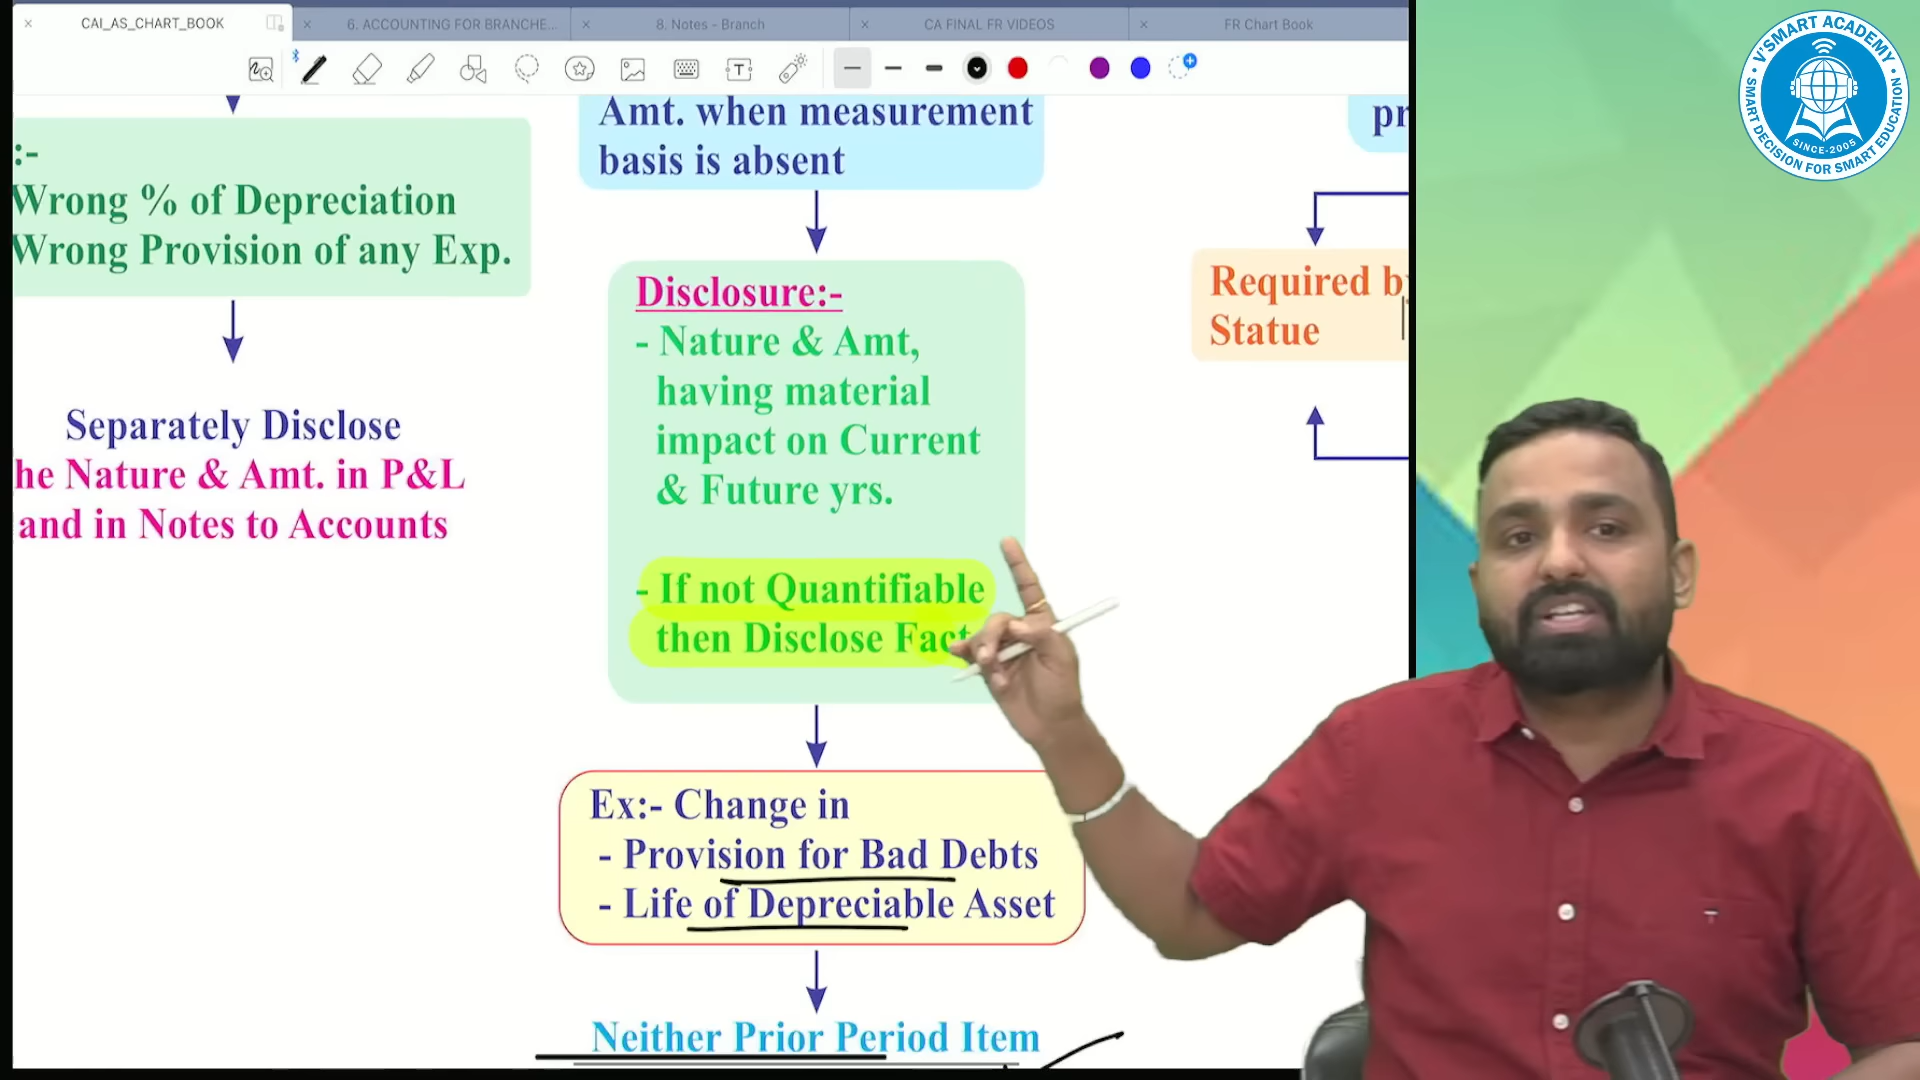 CAI_AS_CHART_BOOK
6. ACCOUNTING FOR BRANCHE...
8. Notes - Branch
CA FINAL FR VIDEOS
FR Chart Book
V'SMART ACADEMY
SMART DECISION FOR SMART EDUCATION
SINCE-2005
:-
Wrong % of Depreciation
Wrong Provision of any Exp.
Separately Disclose
he Nature & Amt. in P&L
and in Notes to Accounts
Amt. when measurement
basis is absent
Disclosure:-
- Nature & Amt,
having material
impact on Current
& Future yrs.
- If not Quantifiable
then Disclose Fact
Ex:- Change in
- Provision for Bad Debts
- Life of Depreciable Asset
Neither Prior Period Item
pr
Required by
Statue